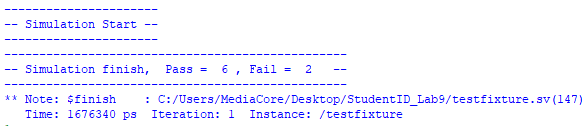 ----------------------
-- Simulation Start --
----------------------
-------------------------------------------------
-- Simulation finish,  Pass =  6 , Fail =  2   --
-------------------------------------------------
** Note: $finish    : C:/Users/MediaCore/Desktop/StudentID_Lab9/testfixture.sv(147)
   Time: 1676340 ps  Iteration: 1  Instance: /testfixture